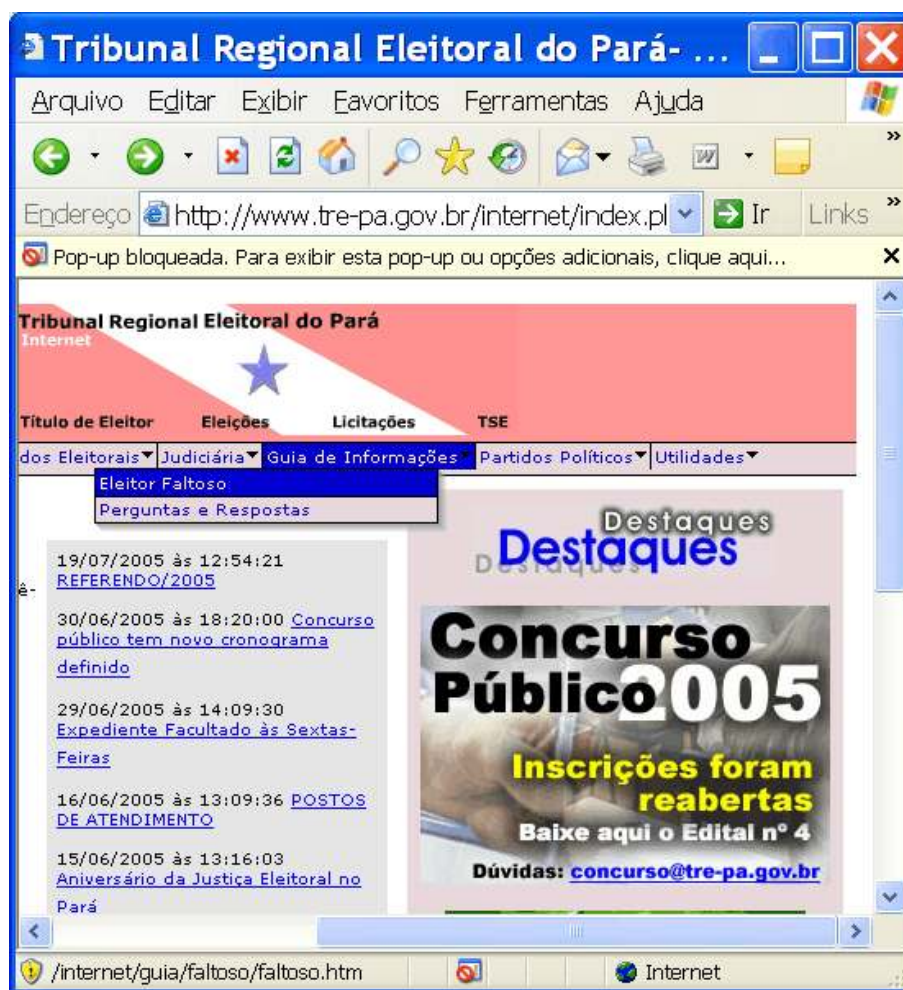 Tribunal Regional Eleitoral do Pará- ...
Arquivo Editar Exibir Favoritos Ferramentas Ajuda
Endereço http://www.tre-pa.gov.br/internet/index.pl Ir Links »
Pop-up bloqueada. Para exibir esta pop-up ou opções adicionais, clique aqui...
Tribunal Regional Eleitoral do Pará
Internet
Título de Eleitor Eleições Licitações TSE
dos Eleitorais Judiciária Guia de Informações Partidos Políticos Utilidades
Eleitor Faltoso
Perguntas e Respostas
ê-
19/07/2005 às 12:54:21
REFERENDO/2005
30/06/2005 às 18:20:00 Concurso
público tem novo cronograma
definido
29/06/2005 às 14:09:30
Expediente Facultado às Sextas-
Feiras
16/06/2005 às 13:09:36 POSTOS
DE ATENDIMENTO
15/06/2005 às 13:16:03
Aniversário da Justiça Eleitoral no
Pará
Destaques
Destaques
Destaques
Concurso
Público 2005
Inscrições foram
reabertas
Baixe aqui o Edital nº 4
Dúvidas: concurso@tre-pa.gov.br
/internet/guia/faltoso/faltoso.htm Internet